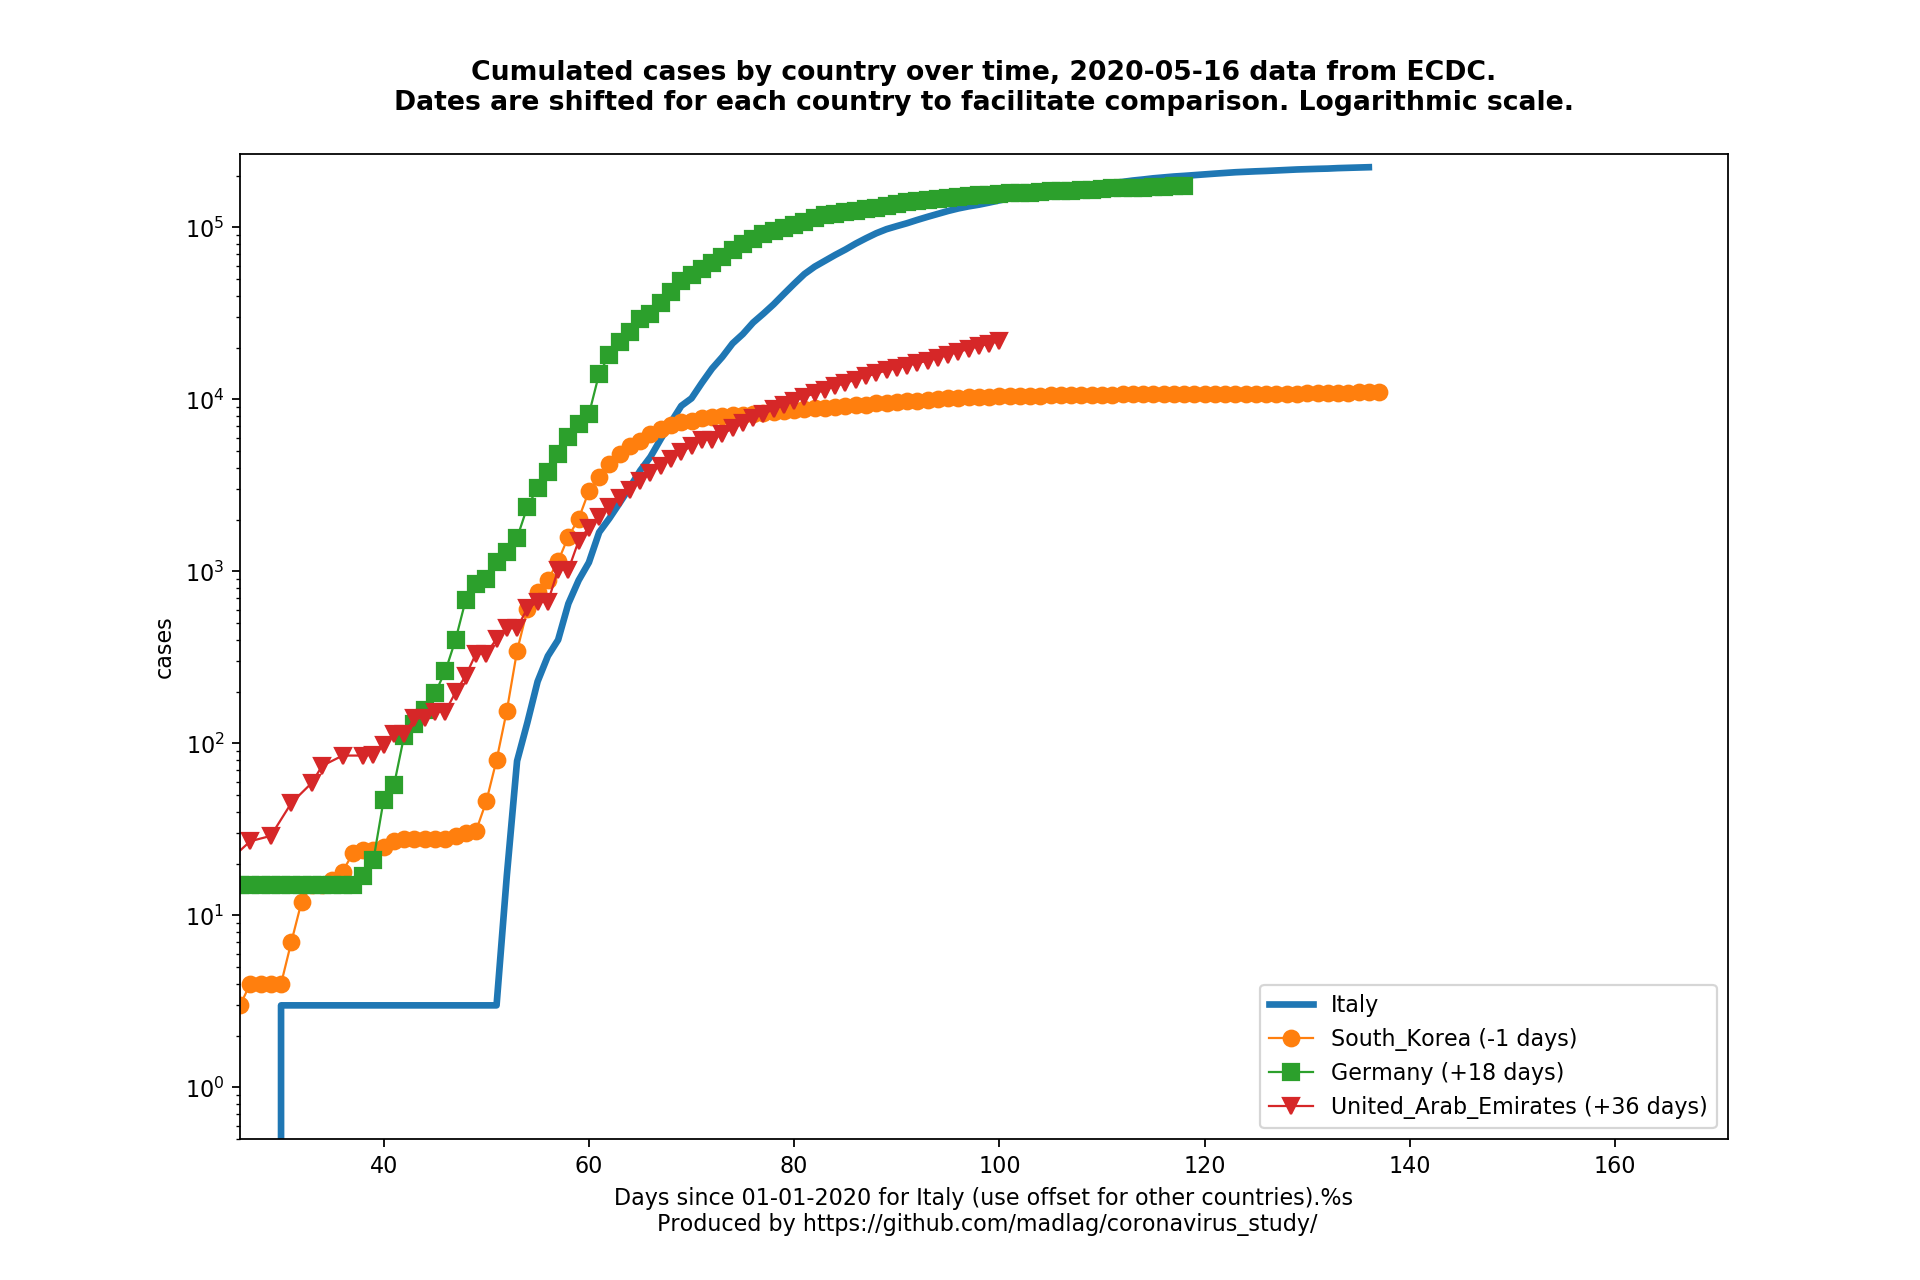 Cumulated cases by country over time, 2020-05-16 data from ECDC.
Dates are shifted for each country to facilitate comparison. Logarithmic scale.
10^5
10^4
10^3
10^2
10^1
10^0
cases
Italy
South_Korea (-1 days)
Germany (+18 days)
United_Arab_Emirates (+36 days)
40 60 80 100 120 140 160
Days since 01-01-2020 for Italy (use offset for other countries).%s
Produced by https://github.com/madlag/coronavirus_study/